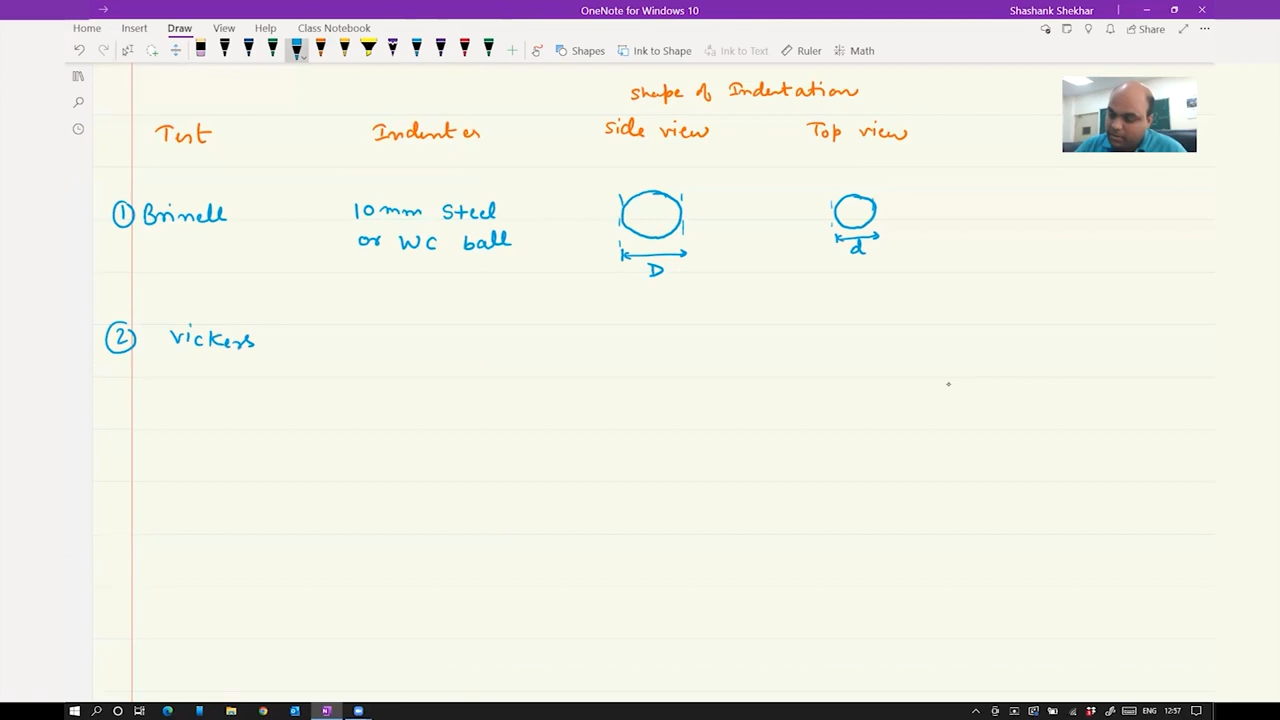 OneNote for Windows 10
Shashank Shekhar
Home Insert Draw View Help Class Notebook
Share
Shapes Ink to Shape Ink to Text Ruler Math
Shape of Indentation
Test Indenter side view Top view
① Brinell 10mm Steel
or WC ball
D d
② Vickers
ENG 12:57